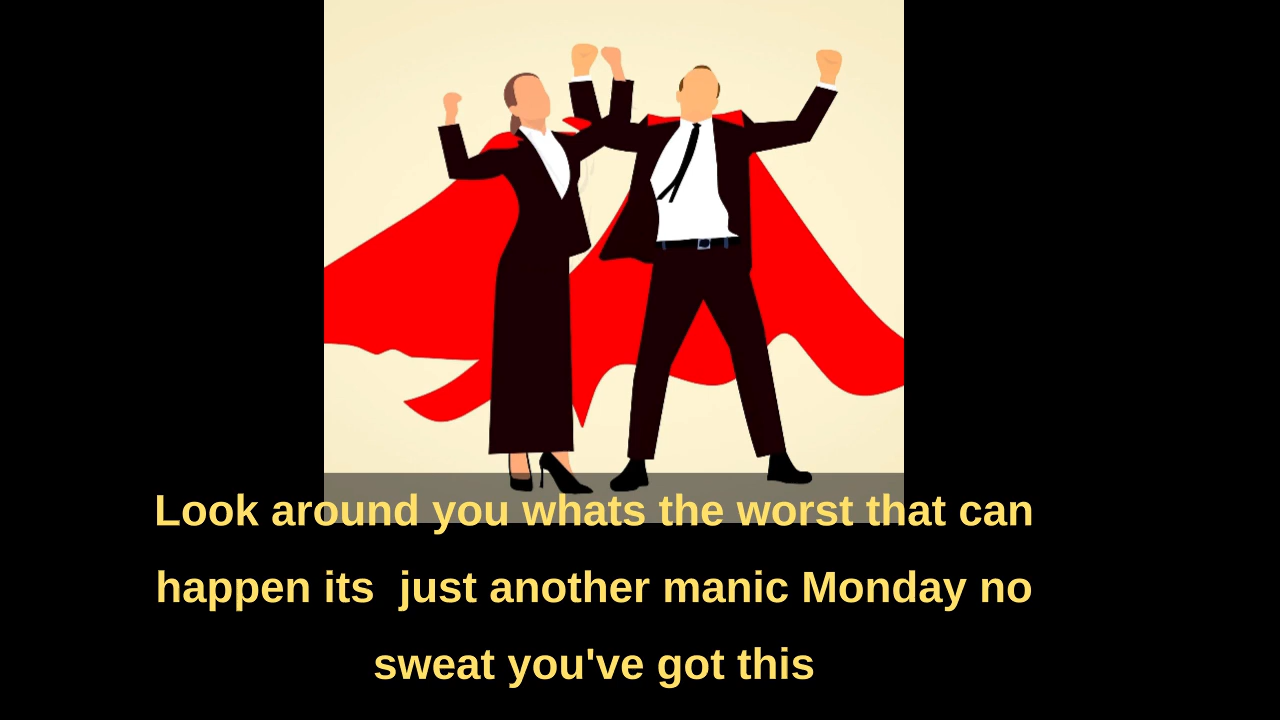 Look around you whats the worst that can
happen its  just another manic Monday no
sweat you've got this